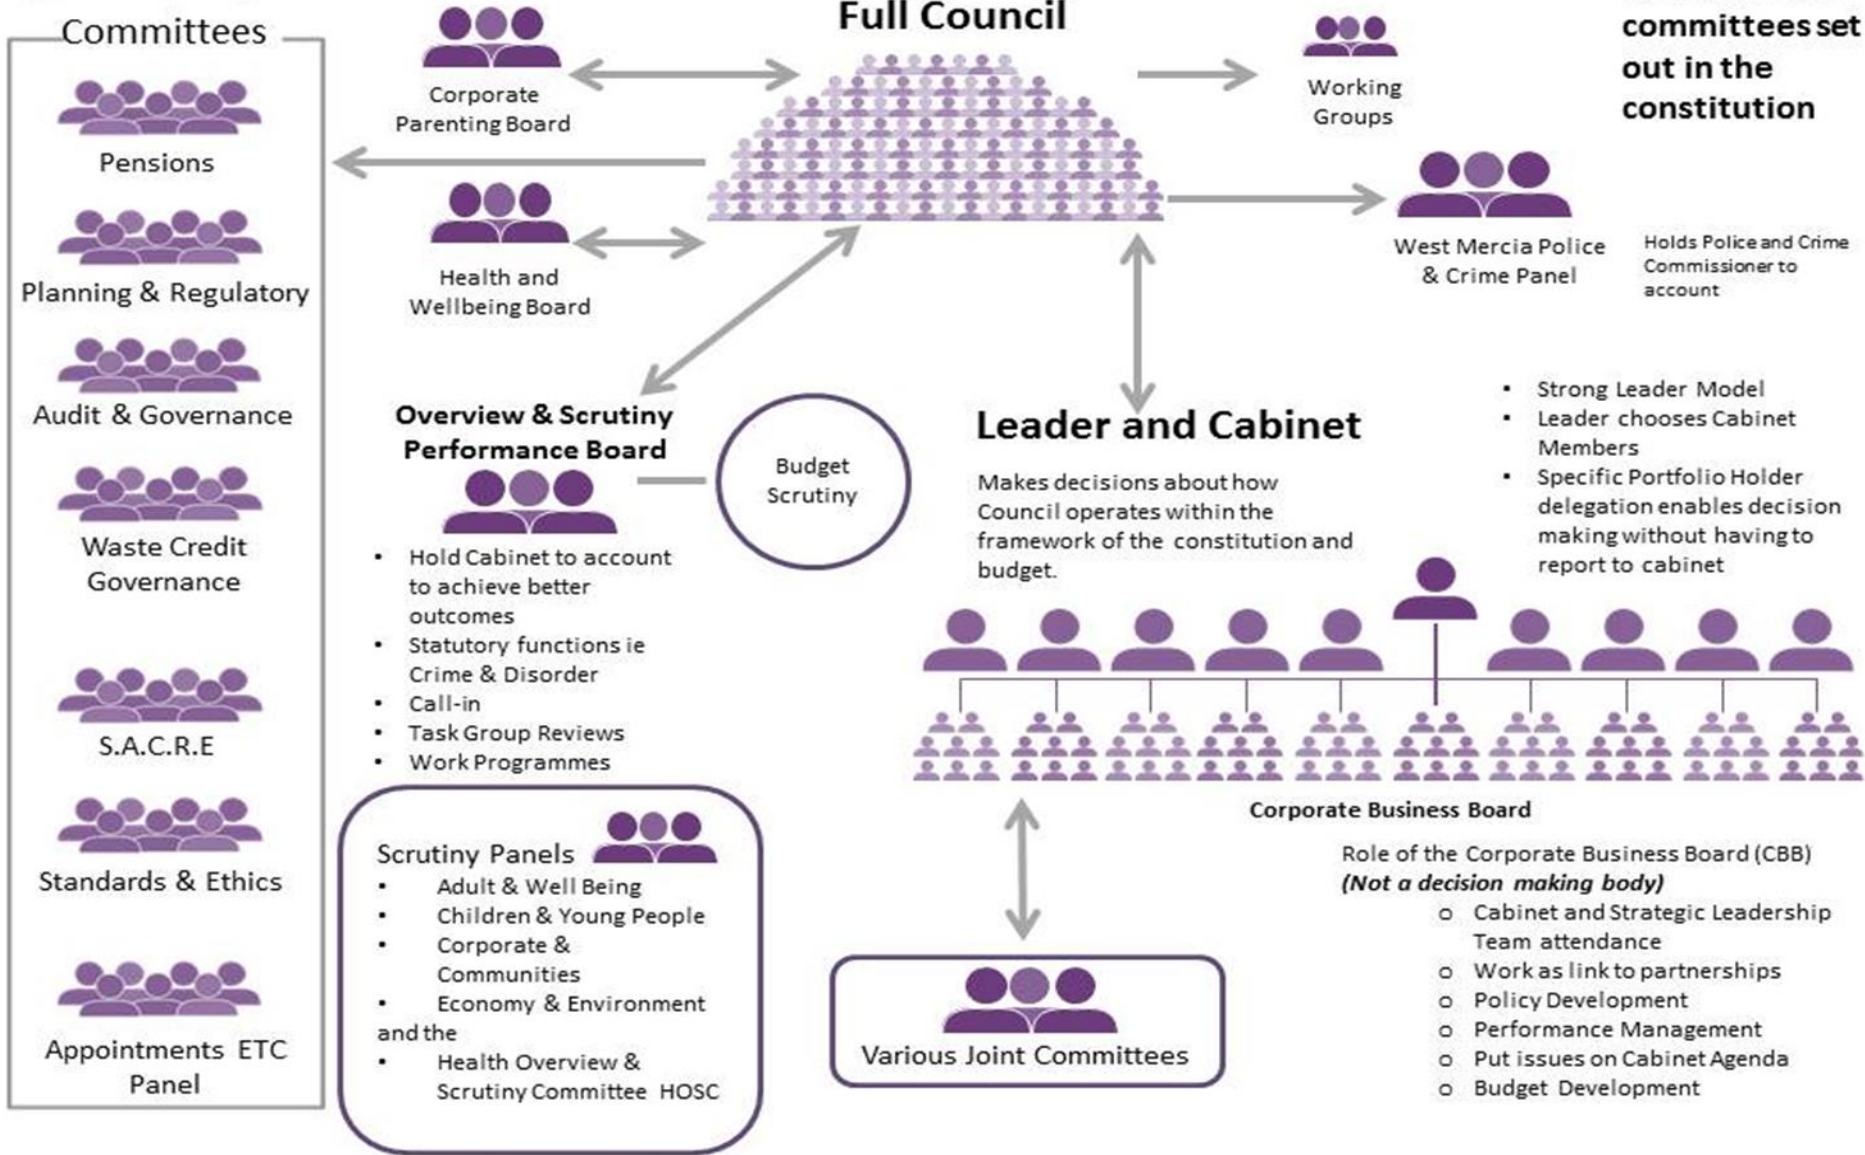 Committees
Pensions
Planning & Regulatory
Audit & Governance
Waste Credit
Governance
S.A.C.R.E
Standards & Ethics
Appointments ETC
Panel
Corporate
Parenting Board
Health and
Wellbeing Board
Full Council
Working
Groups
committees set
out in the
constitution
West Mercia Police
& Crime Panel
Holds Police and Crime
Commissioner to
account
Overview & Scrutiny
Performance Board
Budget
Scrutiny
▪ Hold Cabinet to account
to achieve better
outcomes
▪ Statutory functions ie
Crime & Disorder
▪ Call-in
▪ Task Group Reviews
▪ Work Programmes
Scrutiny Panels
▪ Adult & Well Being
▪ Children & Young People
▪ Corporate &
Communities
▪ Economy & Environment
and the
▪ Health Overview &
Scrutiny Committee HOSC
Leader and Cabinet
Makes decisions about how
Council operates within the
framework of the constitution and
budget.
▪ Strong Leader Model
▪ Leader chooses Cabinet
Members
▪ Specific Portfolio Holder
delegation enables decision
making without having to
report to cabinet
Corporate Business Board
Role of the Corporate Business Board (CBB)
(Not a decision making body)
o Cabinet and Strategic Leadership
Team attendance
o Work as link to partnerships
o Policy Development
o Performance Management
o Put issues on Cabinet Agenda
o Budget Development
Various Joint Committees